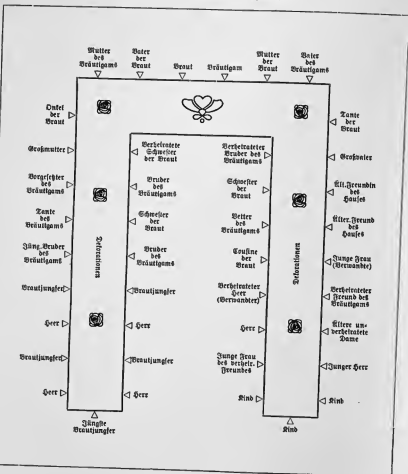 Mutter
des
Bräutigams
Vater
der
Braut
Braut
Bräutigam
Mutter
der
Braut
Vater
des
Bräutigams
Onkel
der
Braut
Großmutter
Vorgesetzter
des
Bräutigams
Tante
des
Bräutigams
Jüng. Bruder
des
Bräutigams
Brautjungfer
Herr
Brautjungfer
Herr
Dekorationen
Verheiratete
Schwester
der Braut
Bruder
des
Bräutigams
Schwester
der
Braut
Bruder
des
Bräutigams
Brautjungfer
Herr
Brautjungfer
Herr
Jüngste
Brautjungfer
Verheirateter
Bruder des
Bräutigams
Schwester
der
Braut
Vetter
des
Bräutigams
Cousine
der
Braut
Verheirateter
Herr
(Verwandter)
Herr
Junge Frau
des verheir.
Freundes
Kind
Dekorationen
Tante
der
Braut
Großvater
Ält. Freundin
des
Hauses
Älter. Freund
des
Hauses
Junge Frau
(Verwandte)
Verheirateter
Freund des
Bräutigams
Ältere un-
verheiratete
Dame
Junger Herr
Kind
Kind